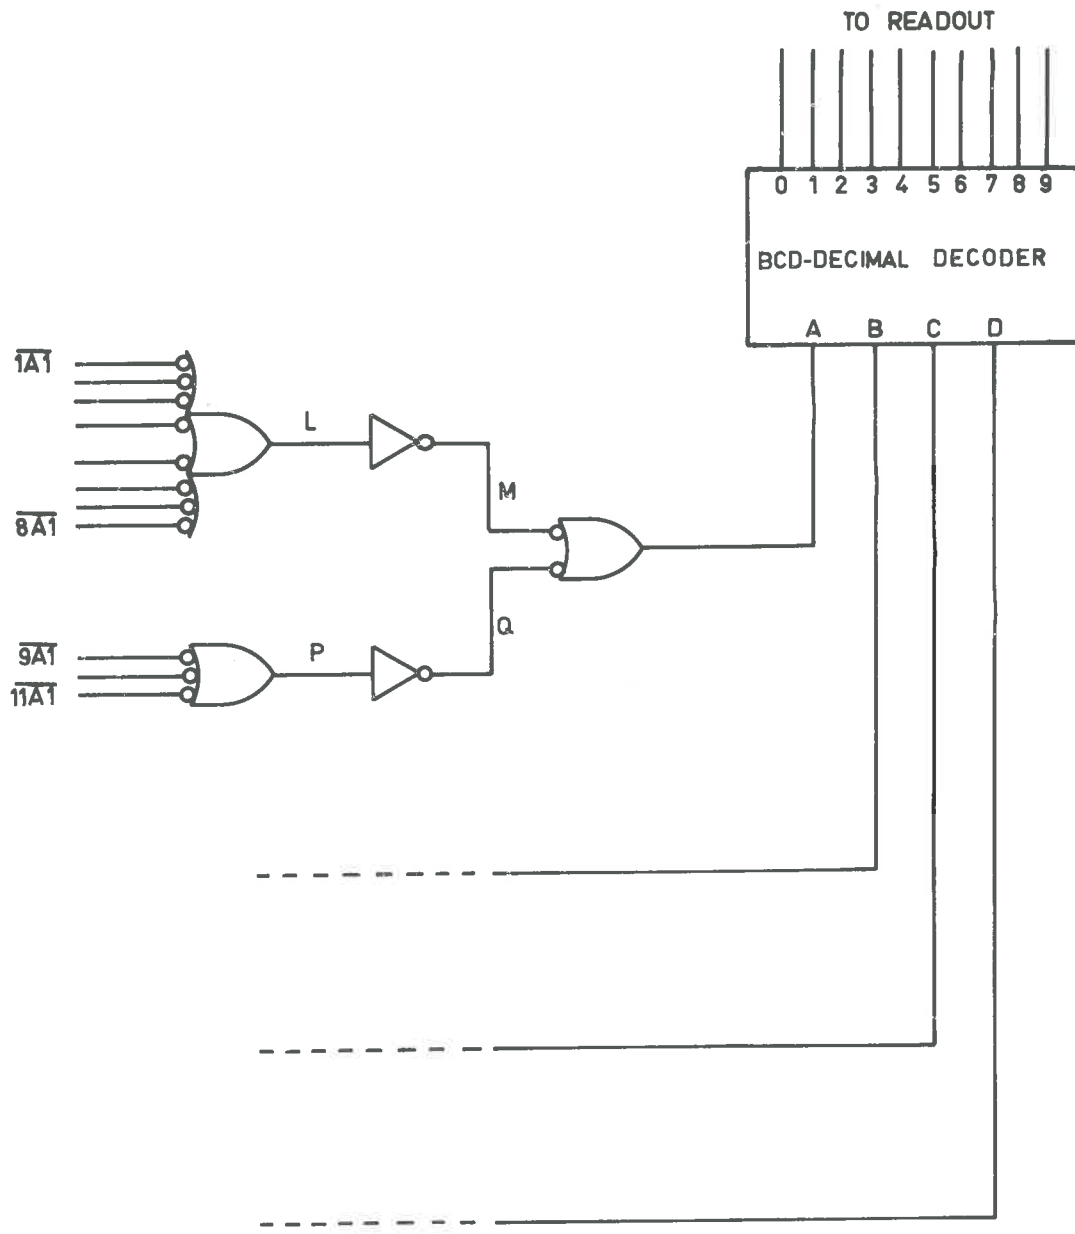 TO READOUT
0 1 2 3 4 5 6 7 8 9
BCD-DECIMAL DECODER
A B C D
1A1
L
M
8A1
Q
9A1
P
11A1